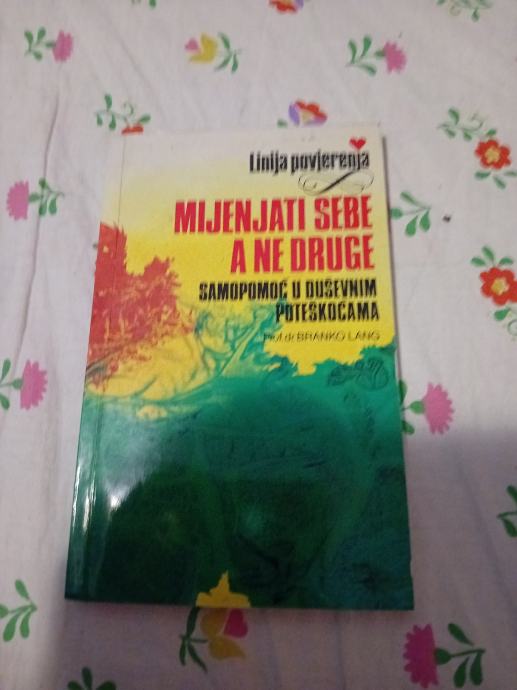 Linija povjerenja
MIJENJATI SEBE
A NE DRUGE
SAMOPOMOĆ U DUŠEVNIM
POTEŠKOĆAMA
Prof.dr BRANKO LANG